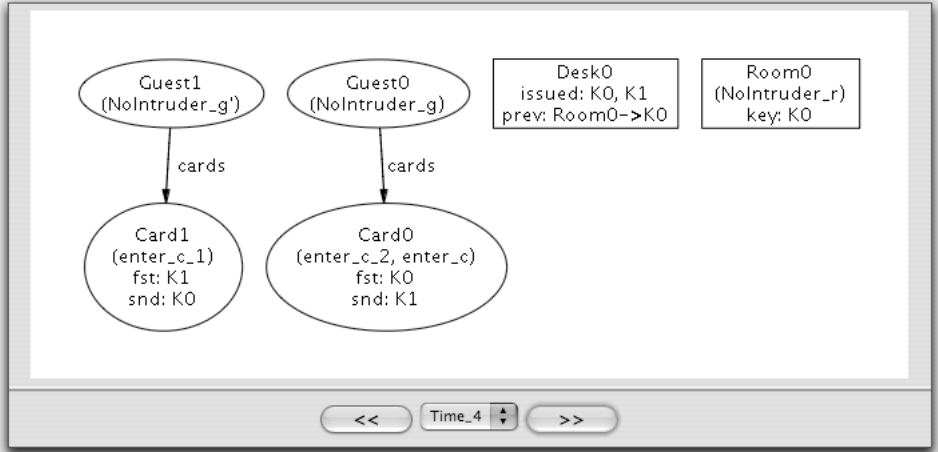 Guest1
(NoIntruder_g')
Guest0
(NoIntruder_g)
Desk0
issued: K0, K1
prev: Room0->K0
Room0
(NoIntruder_r)
key: K0
cards
cards
Card1
(enter_c_1)
fst: K1
snd: K0
Card0
(enter_c_2, enter_c)
fst: K0
snd: K1
<<
Time_4
>>